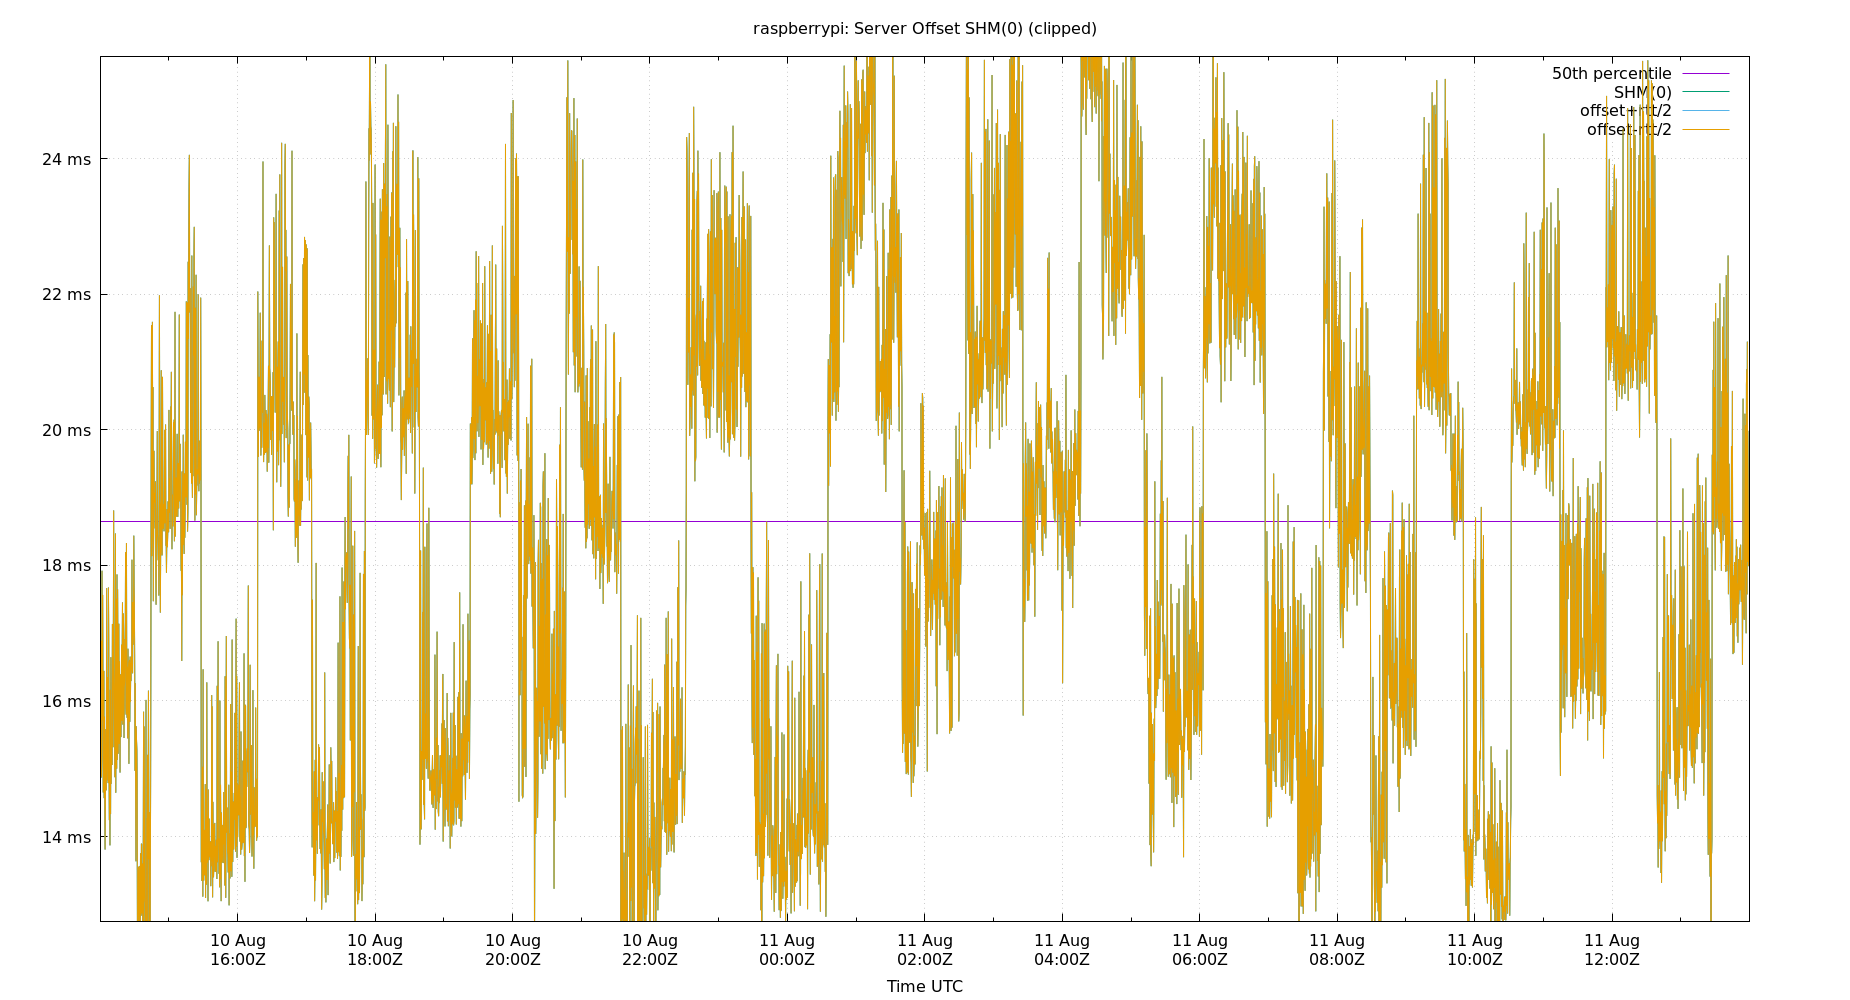 raspberrypi: Server Offset SHM(0) (clipped)
50th percentile
SHM(0)
offset+rtt/2
offset-rtt/2
24 ms
22 ms
20 ms
18 ms
16 ms
14 ms
10 Aug 10 Aug 10 Aug 10 Aug 11 Aug 11 Aug 11 Aug 11 Aug 11 Aug 11 Aug 11 Aug
16:00Z 18:00Z 20:00Z 22:00Z 00:00Z 02:00Z 04:00Z 06:00Z 08:00Z 10:00Z 12:00Z
Time UTC